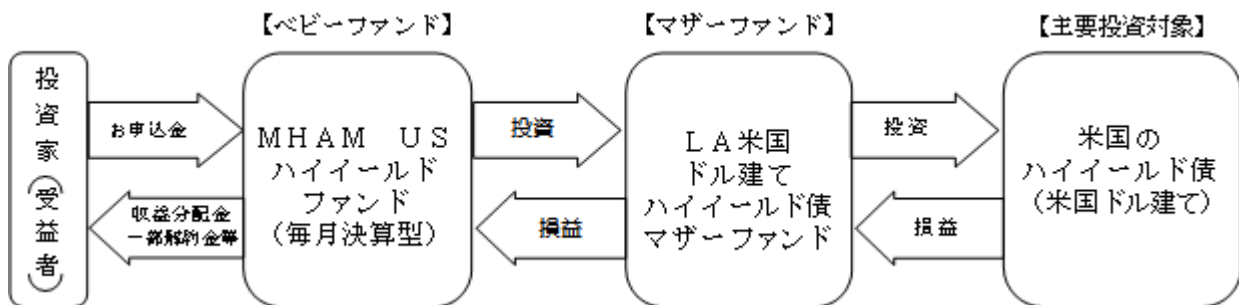 【ベビーファンド】
【マザーファンド】
【主要投資対象】
投資家（受益者）
お申込金
収益分配金
一部解約金等
ＭＨＡＭ　ＵＳ
ハイイールド
ファンド
（毎月決算型）
投資
損益
ＬＡ米国
ドル建て
ハイイールド債
マザーファンド
投資
損益
米国の
ハイイールド債
（米国ドル建て）